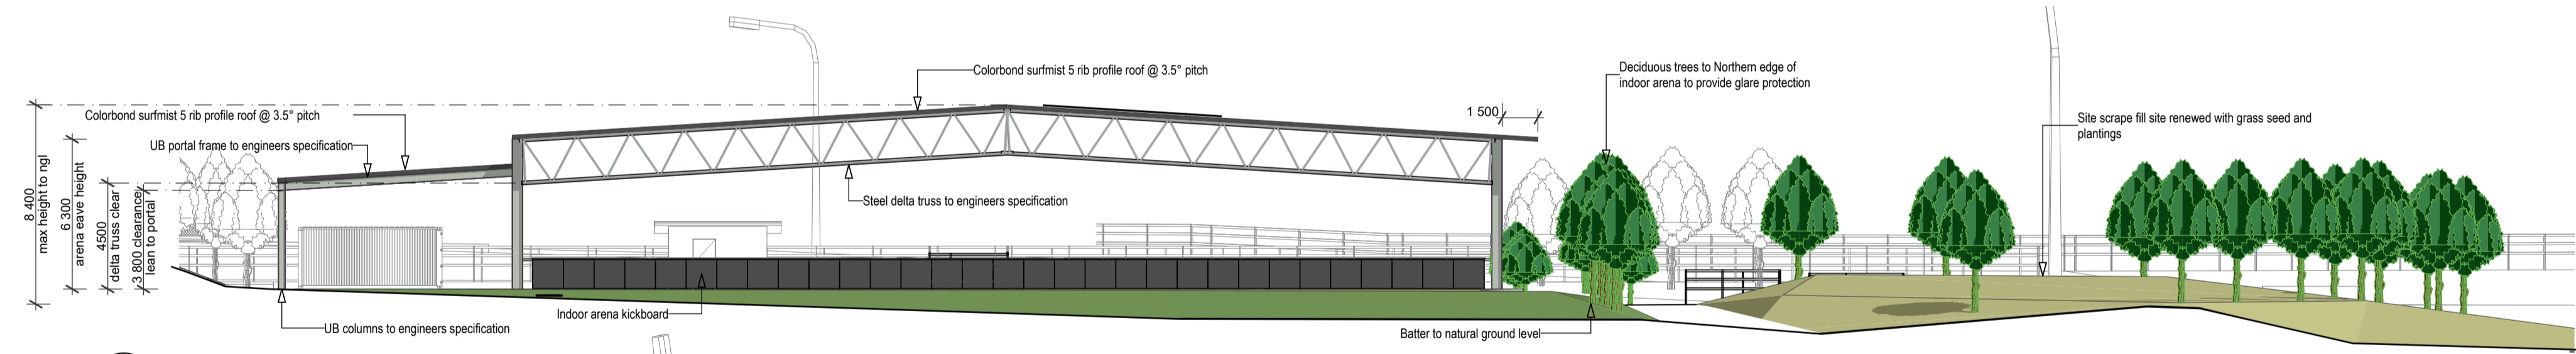 8 400
max height to ngl
6 300
arena eave height
4500
delta truss clear
3 800 clearance
lean to portal
Colorbond surfmist 5 rib profile roof @ 3.5° pitch
UB portal frame to engineers specification
UB columns to engineers specification
Colorbond surfmist 5 rib profile roof @ 3.5° pitch
Steel delta truss to engineers specification
Indoor arena kickboard
1 500
Deciduous trees to Northern edge of
indoor arena to provide glare protection
Batter to natural ground level
Site scrape fill site renewed with grass seed and
plantings